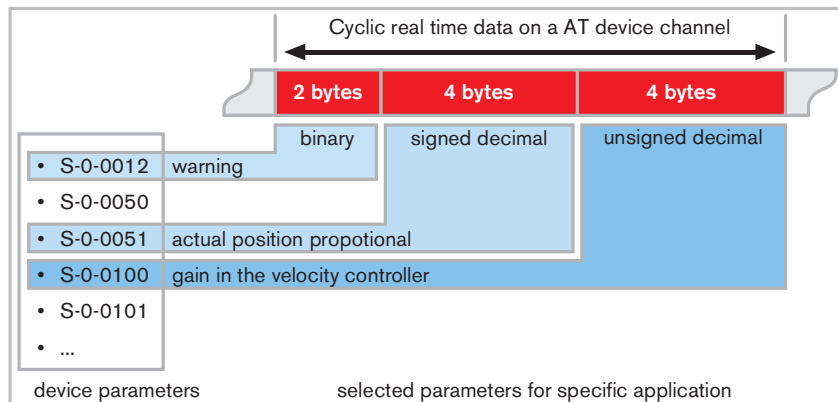 Cyclic real time data on a AT device channel
2 bytes 4 bytes 4 bytes
binary signed decimal unsigned decimal
• S-0-0012 warning
• S-0-0050
• S-0-0051 actual position propotional
• S-0-0100 gain in the velocity controller
• S-0-0101
• ...
device parameters selected parameters for specific application